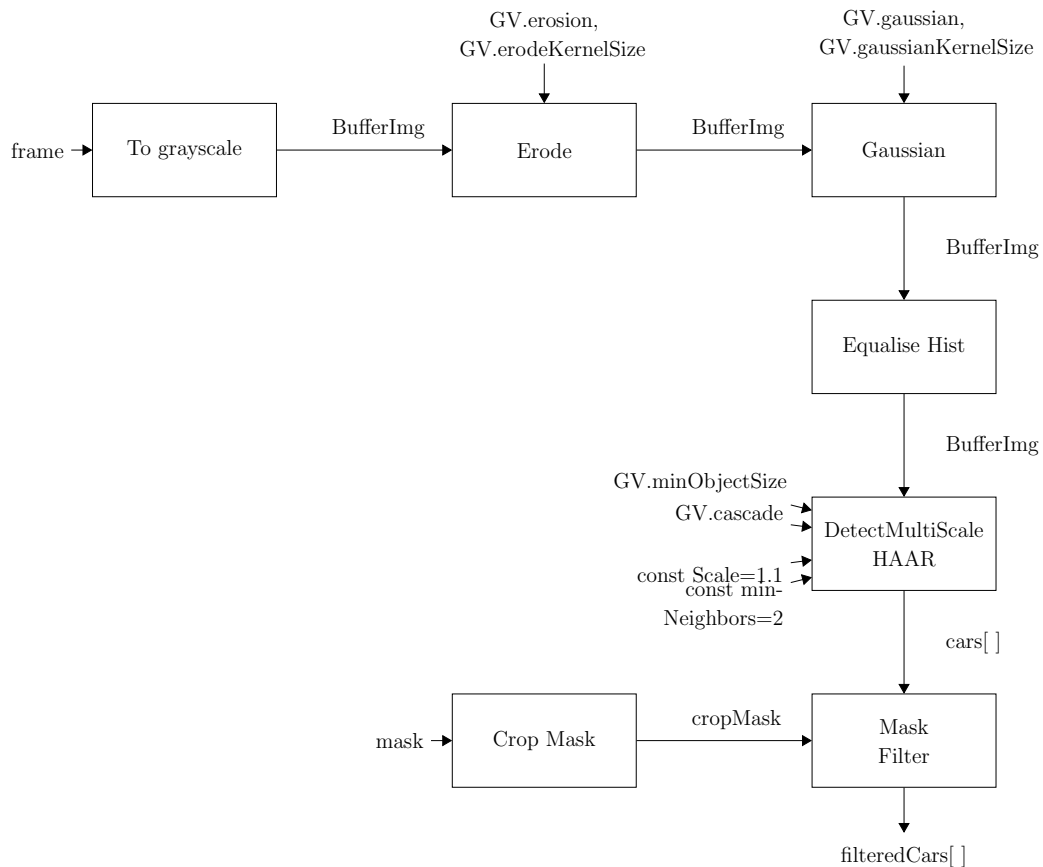 GV.erosion,
GV.erodeKernelSize
GV.gaussian,
GV.gaussianKernelSize
frame
To grayscale
BufferImg
Erode
BufferImg
Gaussian
BufferImg
Equalise Hist
BufferImg
GV.minObjectSize
GV.cascade
const Scale=1.1
const min-
Neighbors=2
DetectMultiScale
HAAR
cars[ ]
mask
Crop Mask
cropMask
Mask
Filter
filteredCars[ ]